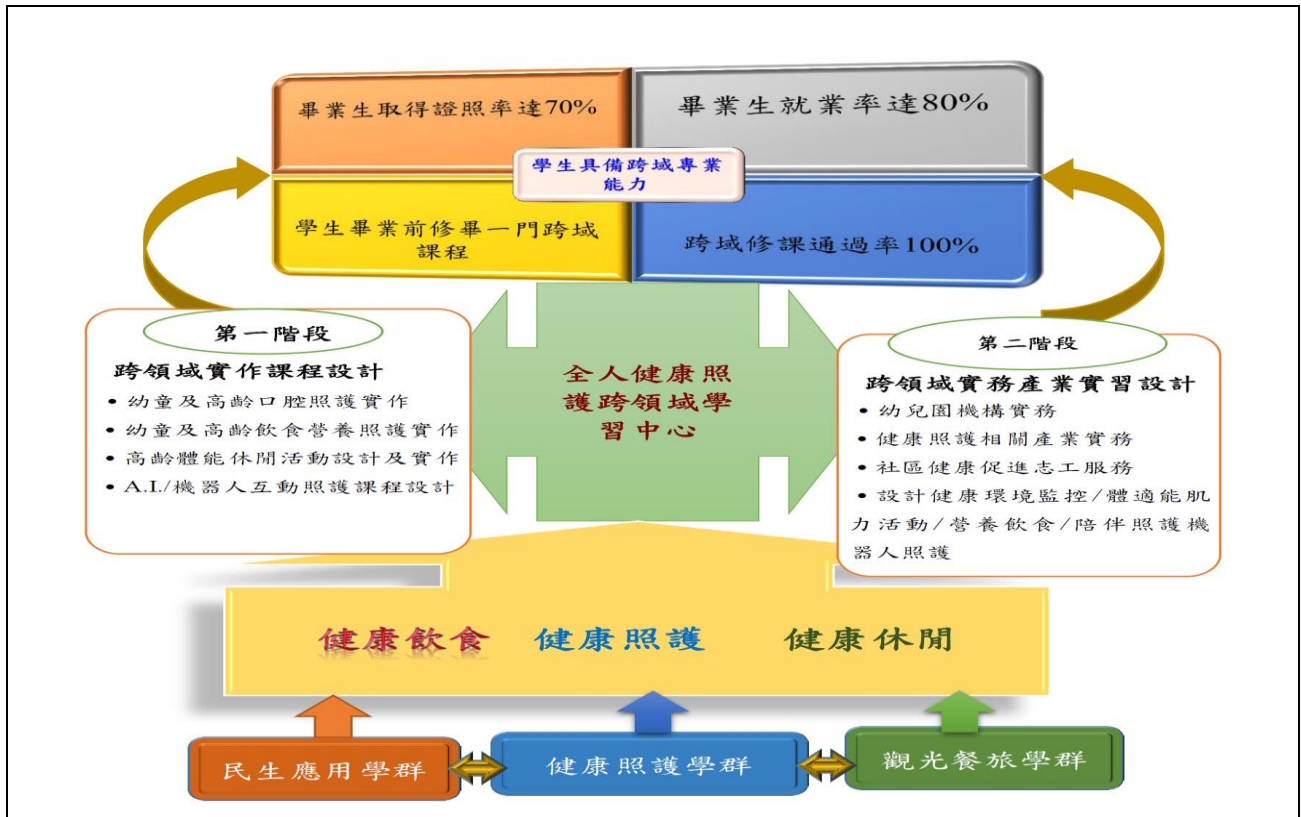 畢業生取得證照率達70%
畢業生就業率達80%
學生具備跨域專業
能力
學生畢業前修畢一門跨域
課程
跨域修課通過率100%
第一階段
跨領域實作課程設計
• 幼童及高齡口腔照護實作
• 幼童及高齡飲食營養照護實作
• 高齡體能休閒活動設計及實作
• A.I./機器人互動照護課程設計
全人健康照
護跨領域學
習中心
第二階段
跨領域實務產業實習設計
• 幼兒園機構實務
• 健康照護相關產業實務
• 社區健康促進志工服務
• 設計健康環境監控/體適能肌
力活動/營養飲食/陪伴照護機
器人照護
健康飲食 健康照護 健康休閒
民生應用學群
健康照護學群
觀光餐旅學群